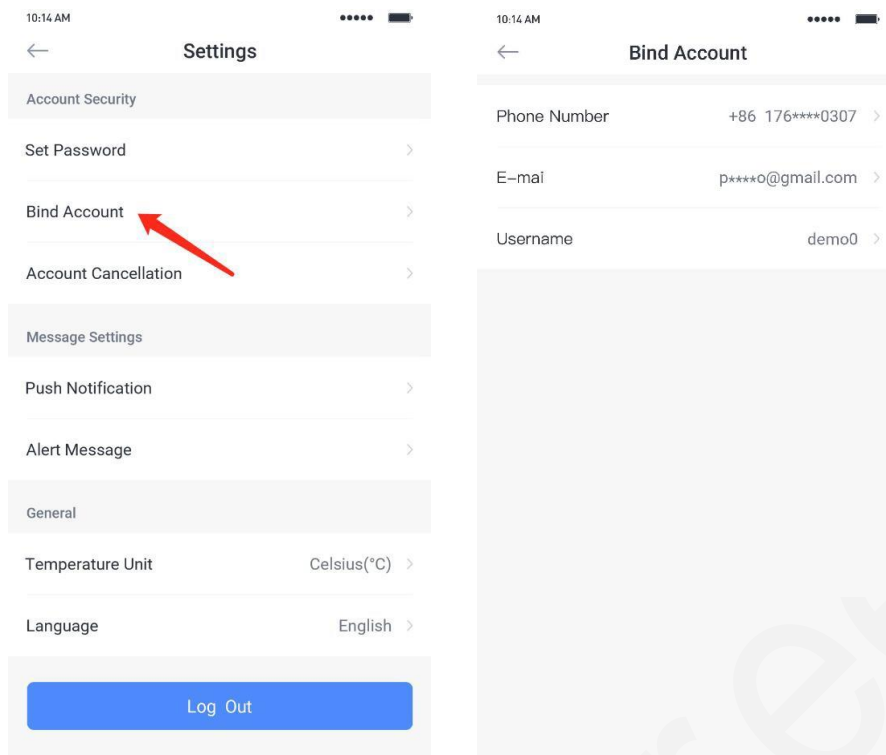 10:14 AM
Settings
Account Security
Set Password
Bind Account
Account Cancellation
Message Settings
Push Notification
Alert Message
General
Temperature Unit Celsius(°C)
Language English
Log Out
10:14 AM
Bind Account
Phone Number +86 176****0307
E-mai p****o@gmail.com
Username demo0